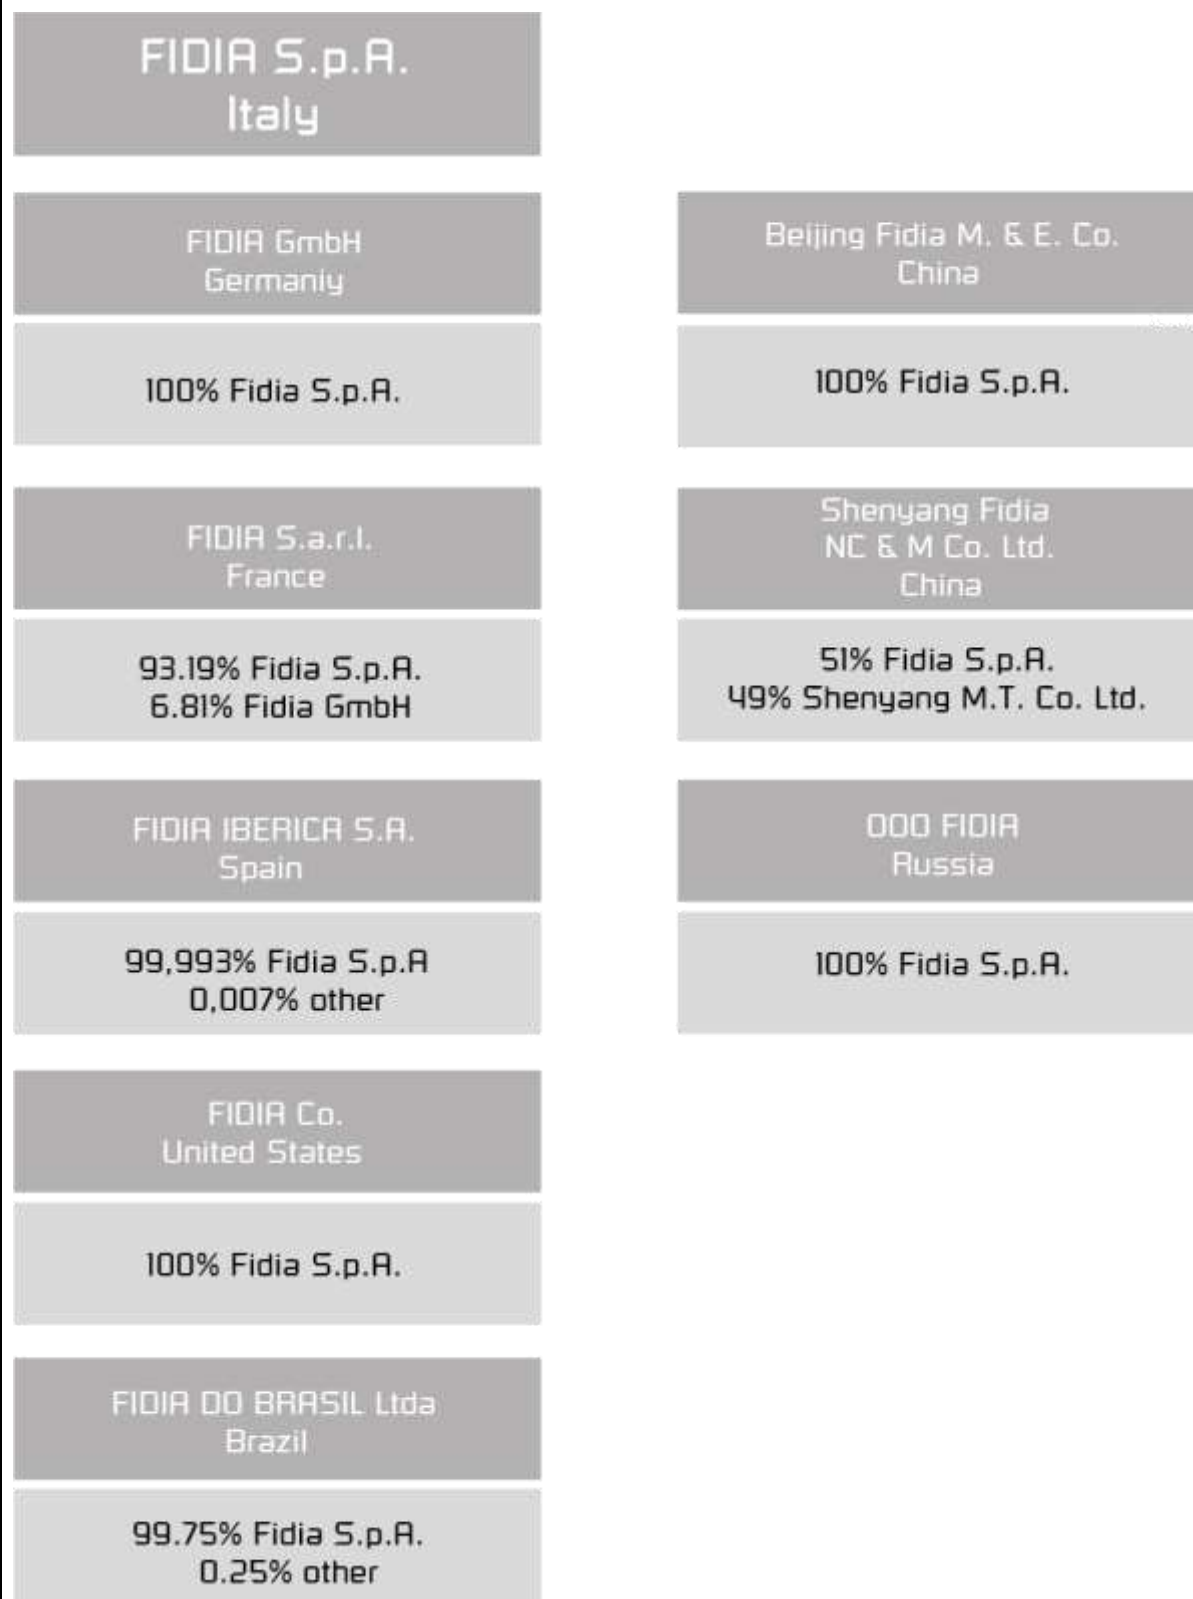 FIDIA S.p.A.
Italy
FIDIA GmbH
Germaniy
100% Fidia S.p.A.
FIDIA S.a.r.l.
France
93.19% Fidia S.p.A.
6.81% Fidia GmbH
FIDIA IBERICA S.A.
Spain
99,993% Fidia S.p.A
0,007% other
FIDIA Co.
United States
100% Fidia S.p.A.
FIDIA DO BRASIL Ltda
Brazil
99.75% Fidia S.p.A.
0.25% other
Beijing Fidia M. & E. Co.
China
100% Fidia S.p.A.
Shenyang Fidia
NC & M Co. Ltd.
China
51% Fidia S.p.A.
49% Shenyang M.T. Co. Ltd.
OOO FIDIA
Russia
100% Fidia S.p.A.